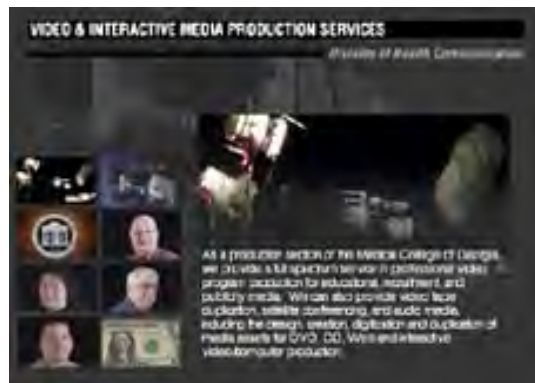 VIDEO & INTERACTIVE MEDIA PRODUCTION SERVICES
Division of Health Communication
As a production section of the Medical College of Georgia,
we provide a full spectrum service in professional video
program production for educational, recruitment, and
publicity media. We can also provide video tape
duplication, satellite conferencing, and audio media,
including the design, creation, digitization and duplication of
media assets for DVD, CD, Web and interactive
video/computer production.